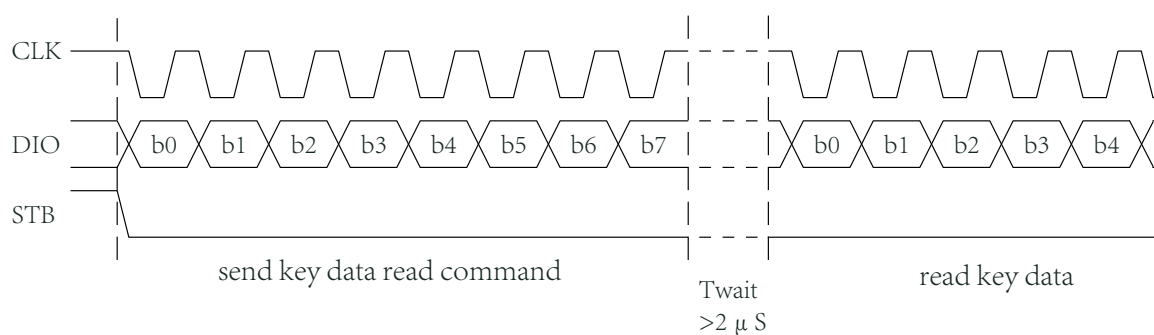 CLK
DIO b0 b1 b2 b3 b4 b5 b6 b7 b0 b1 b2 b3 b4
STB
send key data read command read key data
Twait
>2 μ S